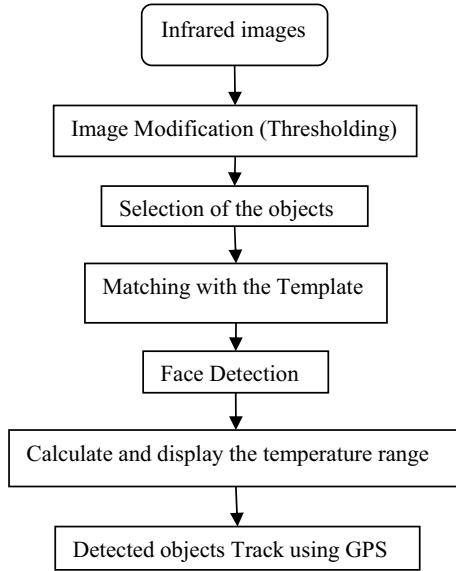 Infrared images
Image Modification (Thresholding)
Selection of the objects
Matching with the Template
Face Detection
Calculate and display the temperature range
Detected objects Track using GPS